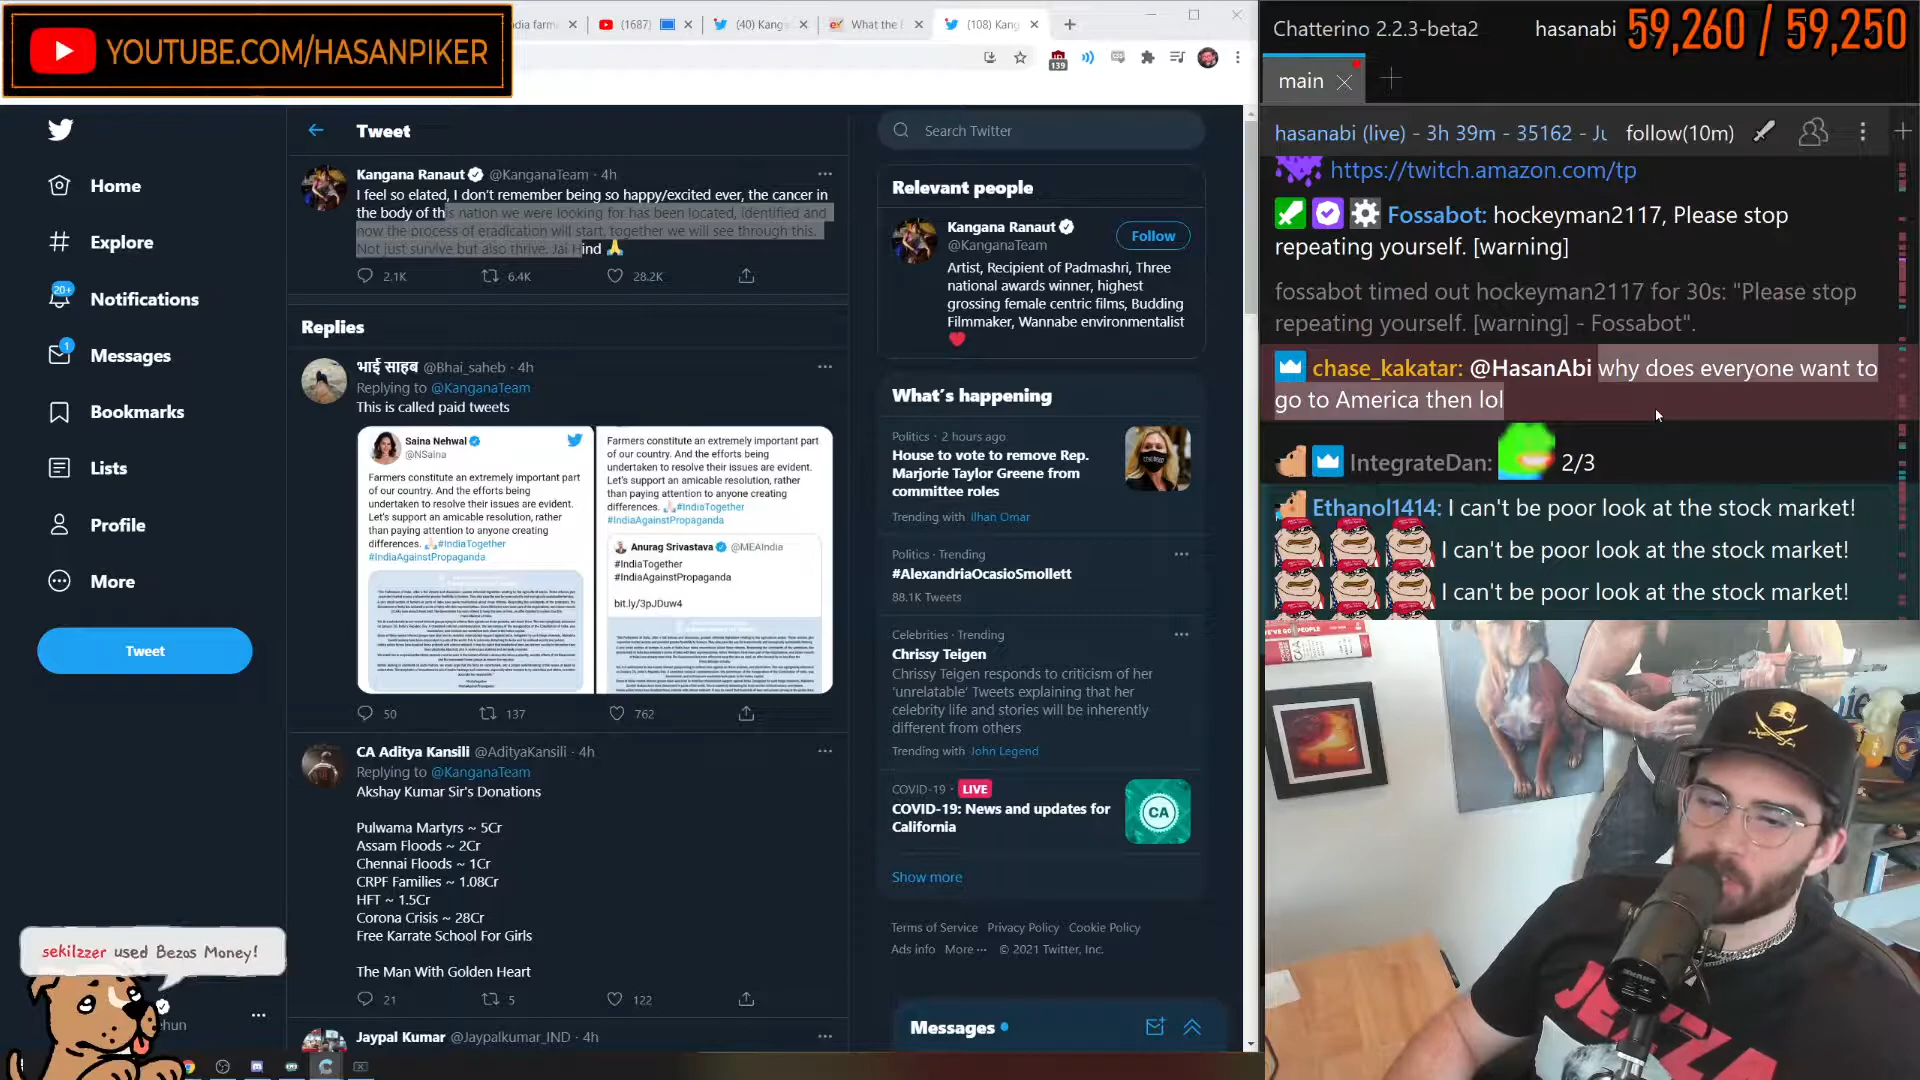 YOUTUBE.COM/HASANPIKER
dia farm
(1687)
(40) Kang
What the
(108) Kang
139
Chatterino 2.2.3-beta2
hasanabi
59,260 / 59,250
main
hasanabi (live) - 3h 39m - 35162 - Ju
follow(10m)
https://twitch.amazon.com/tp
Fossabot: hockeyman2117, Please stop
repeating yourself. [warning]
fossabot timed out hockeyman2117 for 30s: "Please stop
repeating yourself. [warning] - Fossabot".
chase_kakatar: @HasanAbi why does everyone want to
go to America then lol
IntegrateDan: 2/3
Ethanol1414: I can't be poor look at the stock market!
I can't be poor look at the stock market!
I can't be poor look at the stock market!
Home
Explore
20+
Notifications
1
Messages
Bookmarks
Lists
Profile
More
Tweet
sekilzzer used Bezos Money!
hun
Tweet
Kangana Ranaut @KanganaTeam · 4h
I feel so elated, I don't remember being so happy/excited ever, the cancer in
the body of this nation we were looking for has been located, identified and
now the process of eradication will start, together we will see through this.
Not just survive but also thrive. Jai Hind 🙏
2.1K
6.4K
28.2K
Replies
भाई साहब @Bhai_saheb · 4h
Replying to @KanganaTeam
This is called paid tweets
Saina Nehwal
@NSaina
Farmers constitute an extremely important part
of our country. And the efforts being
undertaken to resolve their issues are evident.
Let's support an amicable resolution, rather
than paying attention to anyone creating
differences. 🙏🏻#IndiaTogether
#IndiaAgainstPropaganda
Farmers constitute an extremely important part
of our country. And the efforts being
undertaken to resolve their issues are evident.
Let's support an amicable resolution, rather
than paying attention to anyone creating
differences. 🙏🏻#IndiaTogether
#IndiaAgainstPropaganda
Anurag Srivastava @MEAIndia
#IndiaTogether
#IndiaAgainstPropaganda
bit.ly/3pJDuw4
50
137
762
CA Aditya Kansili @AdityaKansili · 4h
Replying to @KanganaTeam
Akshay Kumar Sir's Donations
Pulwama Martyrs ~ 5Cr
Assam Floods ~ 2Cr
Chennai Floods ~ 1Cr
CRPF Families ~ 1.08Cr
HFT ~ 1.5Cr
Corona Crisis ~ 28Cr
Free Karrate School For Girls
The Man With Golden Heart
21
5
122
Jaypal Kumar @Jaypalkumar_IND · 4h
Search Twitter
Relevant people
Kangana Ranaut
@KanganaTeam
Follow
Artist, Recipient of Padmashri, Three
national awards winner, highest
grossing female centric films, Budding
Filmmaker, Wannabe environmentalist
❤️
What's happening
Politics · 2 hours ago
House to vote to remove Rep.
Marjorie Taylor Greene from
committee roles
Trending with Ilhan Omar
Politics · Trending
#AlexandriaOcasioSmollett
88.1K Tweets
Celebrities · Trending
Chrissy Teigen
Chrissy Teigen responds to criticism of her
'unrelatable' Tweets explaining that her
celebrity life and stories will be inherently
different from others
Trending with John Legend
COVID-19 · LIVE
COVID-19: News and updates for
California
CA
Show more
Terms of Service Privacy Policy Cookie Policy
Ads info More ··· © 2021 Twitter, Inc.
Messages